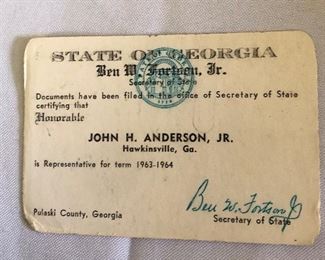 STATE OF GEORGIA
Ben W. Fortson, Jr.
Secretary of State
Documents have been filed in the office of Secretary of State
certifying that
Honorable
JOHN H. ANDERSON, JR.
Hawkinsville, Ga.
is Representative for term 1963-1964
Ben W. Fortson Jr
Pulaski County, Georgia Secretary of State